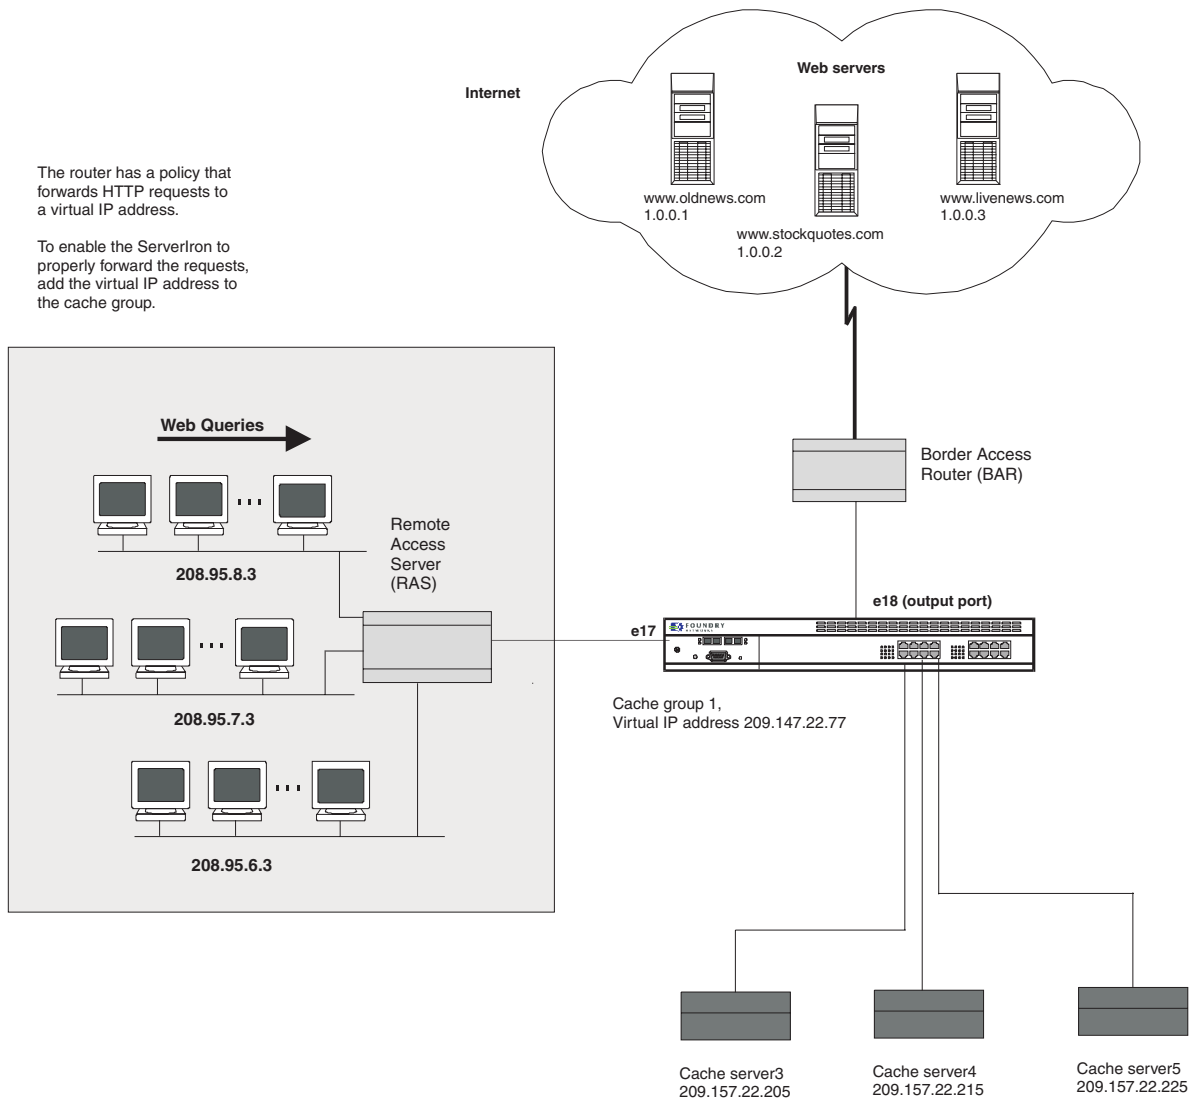 Internet
Web servers
www.oldnews.com
1.0.0.1
www.stockquotes.com
1.0.0.2
www.livenews.com
1.0.0.3
The router has a policy that
forwards HTTP requests to
a virtual IP address.
To enable the ServerIron to
properly forward the requests,
add the virtual IP address to
the cache group.
Web Queries
208.95.8.3
208.95.7.3
208.95.6.3
Remote
Access
Server
(RAS)
Border Access
Router (BAR)
e18 (output port)
e17
FOUNDRY
NETWORKS
Cache group 1,
Virtual IP address 209.147.22.77
Cache server3
209.157.22.205
Cache server4
209.157.22.215
Cache server5
209.157.22.225